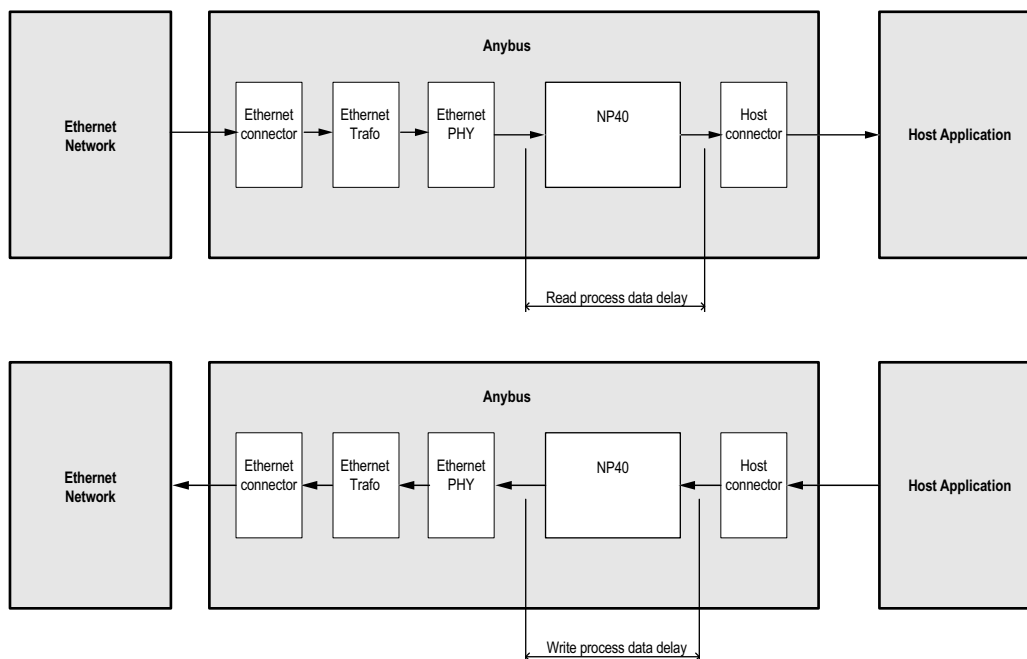 Anybus
Ethernet
Network
Ethernet
connector
Ethernet
Trafo
Ethernet
PHY
NP40
Host
connector
Host Application
Read process data delay
Anybus
Ethernet
Network
Ethernet
connector
Ethernet
Trafo
Ethernet
PHY
NP40
Host
connector
Host Application
Write process data delay